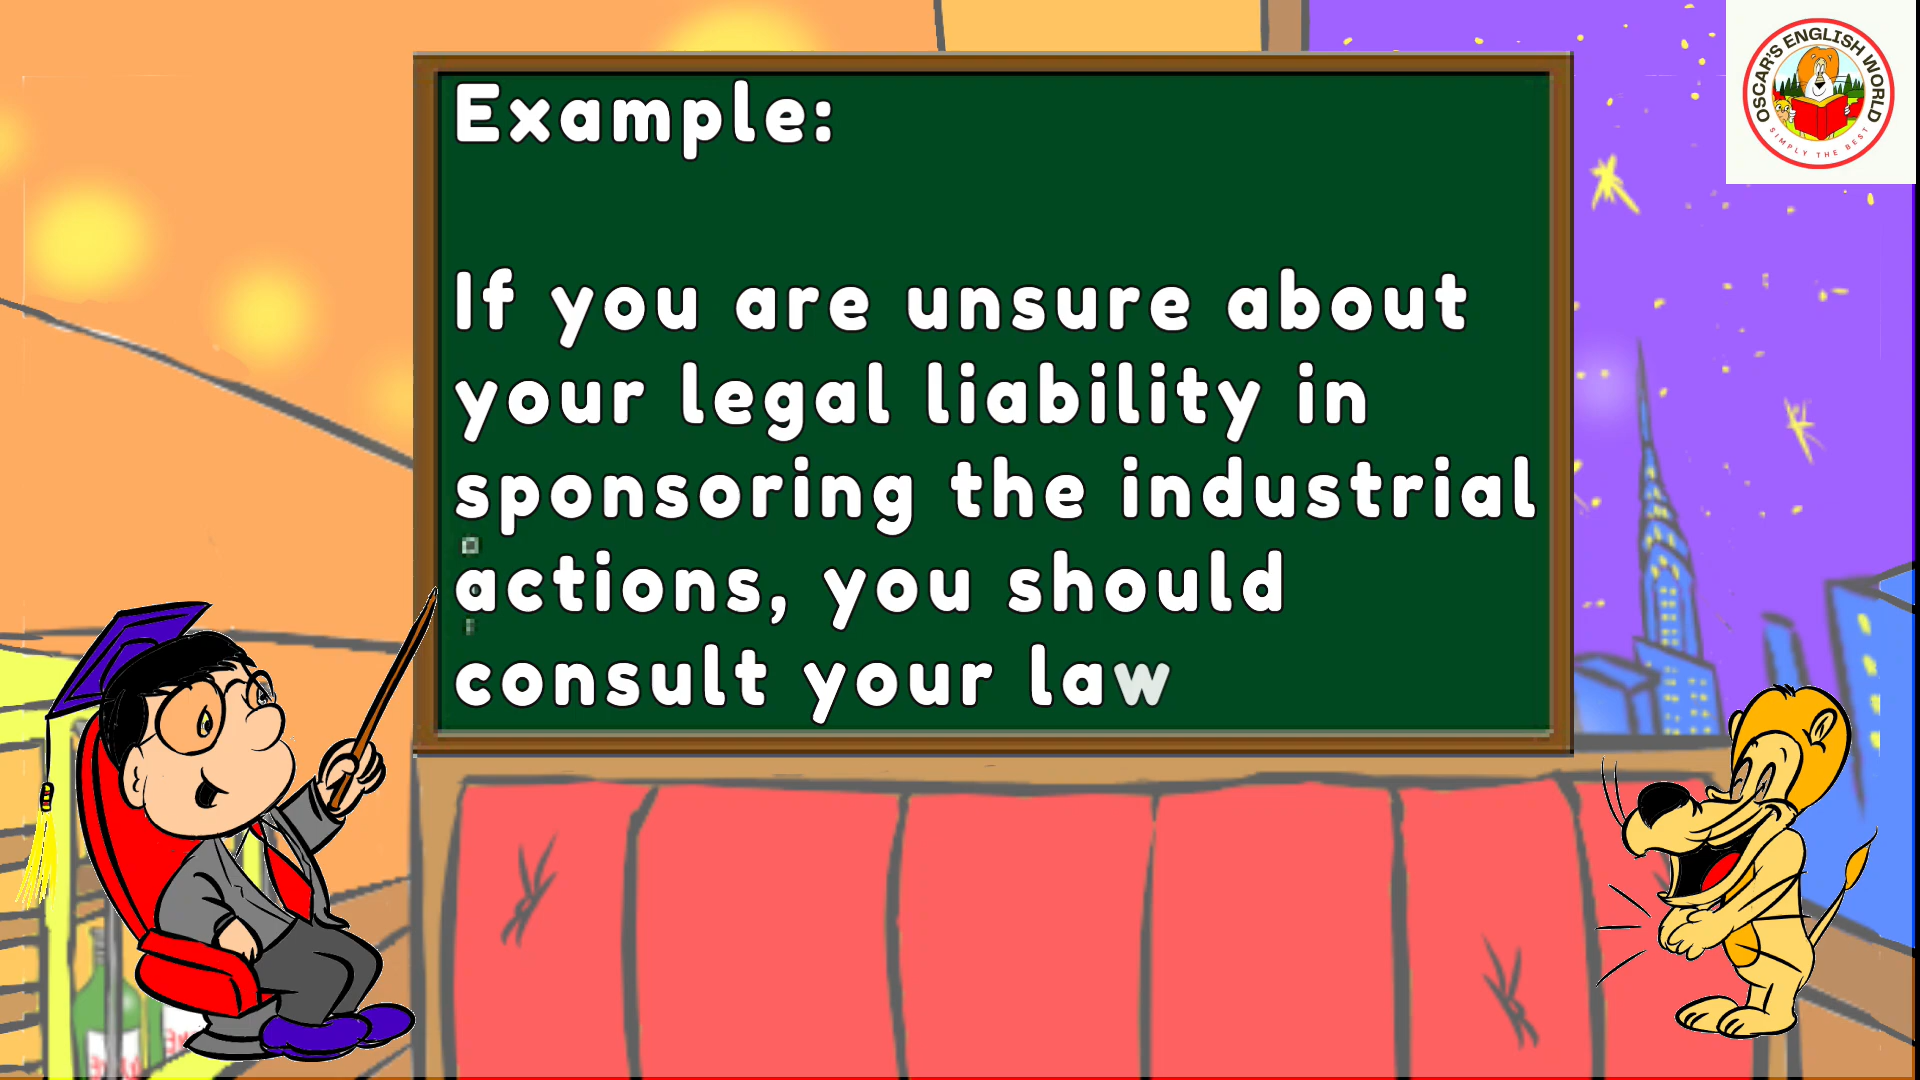 Example:
If you are unsure about
your legal liability in
sponsoring the industrial
actions, you should
consult your law
OSCAR'S ENGLISH WORLD
SIMPLY THE BEST